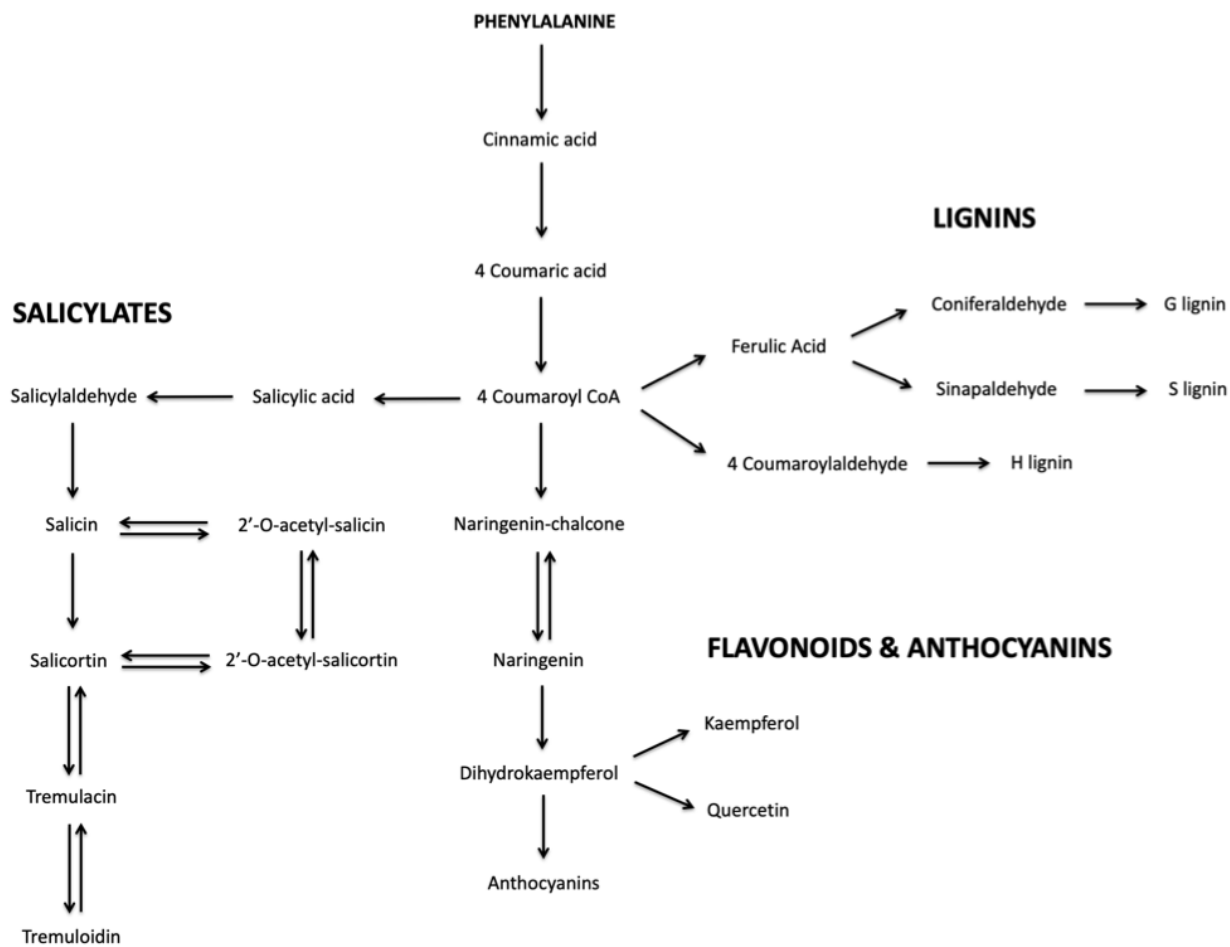 PHENYLALANINE
Cinnamic acid
LIGNINS
4 Coumaric acid
SALICYLATES
Coniferaldehyde
G lignin
Ferulic Acid
Salicylaldehyde
Salicylic acid
4 Coumaroyl CoA
Sinapaldehyde
S lignin
4 Coumaroylaldehyde
H lignin
Salicin
2’-O-acetyl-salicin
Naringenin-chalcone
Salicortin
2’-O-acetyl-salicortin
Naringenin
FLAVONOIDS & ANTHOCYANINS
Kaempferol
Dihydrokaempferol
Tremulacin
Quercetin
Anthocyanins
Tremuloidin